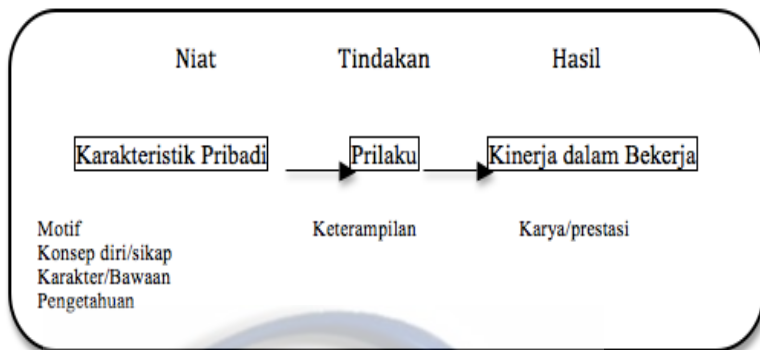 Niat Tindakan Hasil
Karakteristik Pribadi Prilaku Kinerja dalam Bekerja
Motif Keterampilan Karya/prestasi
Konsep diri/sikap
Karakter/Bawaan
Pengetahuan